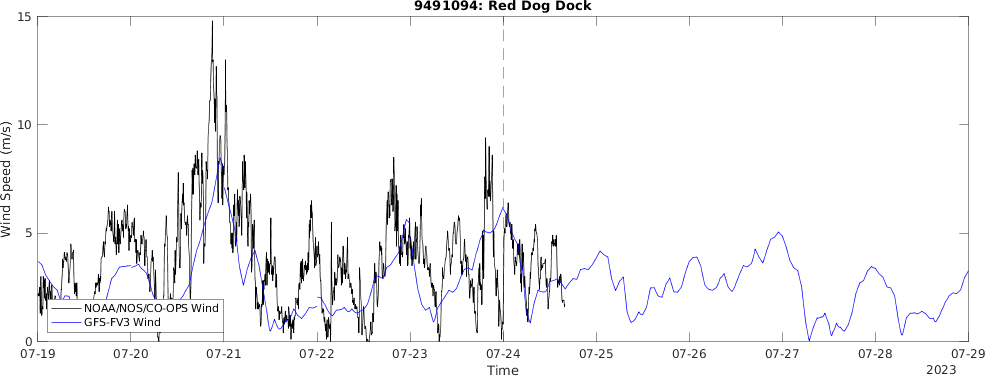 9491094: Red Dog Dock
15
10
5
0
Wind Speed (m/s)
NOAA/NOS/CO-OPS Wind
GFS-FV3 Wind
07-19 07-20 07-21 07-22 07-23 07-24 07-25 07-26 07-27 07-28 07-29
Time
2023